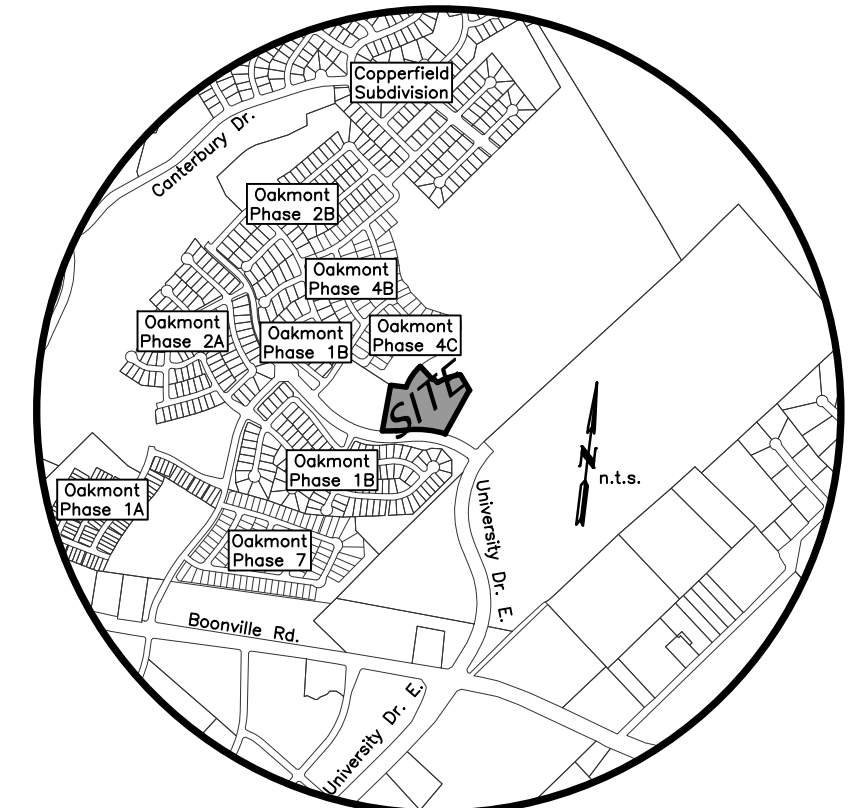 Copperfield
Subdivision
Canterbury Dr.
Oakmont
Phase 2B
Oakmont
Phase 4B
Oakmont
Phase 2A
Oakmont
Phase 1B
Oakmont
Phase 4C
SITE
N
n.t.s.
Oakmont
Phase 1B
Oakmont
Phase 1A
University Dr. E.
Oakmont
Phase 7
Boonville Rd.
University Dr. E.